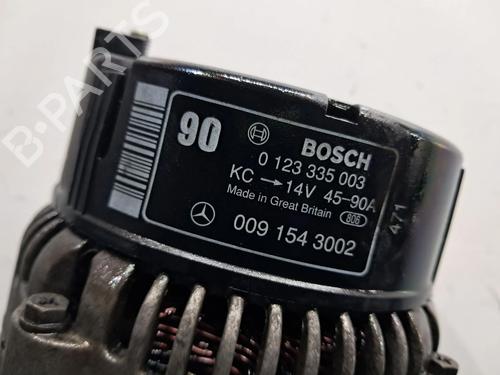 B-PARTS
90 BOSCH
0 123 335 003
KC → 14V 45-90A
Made in Great Britain 806
009 154 3002
471